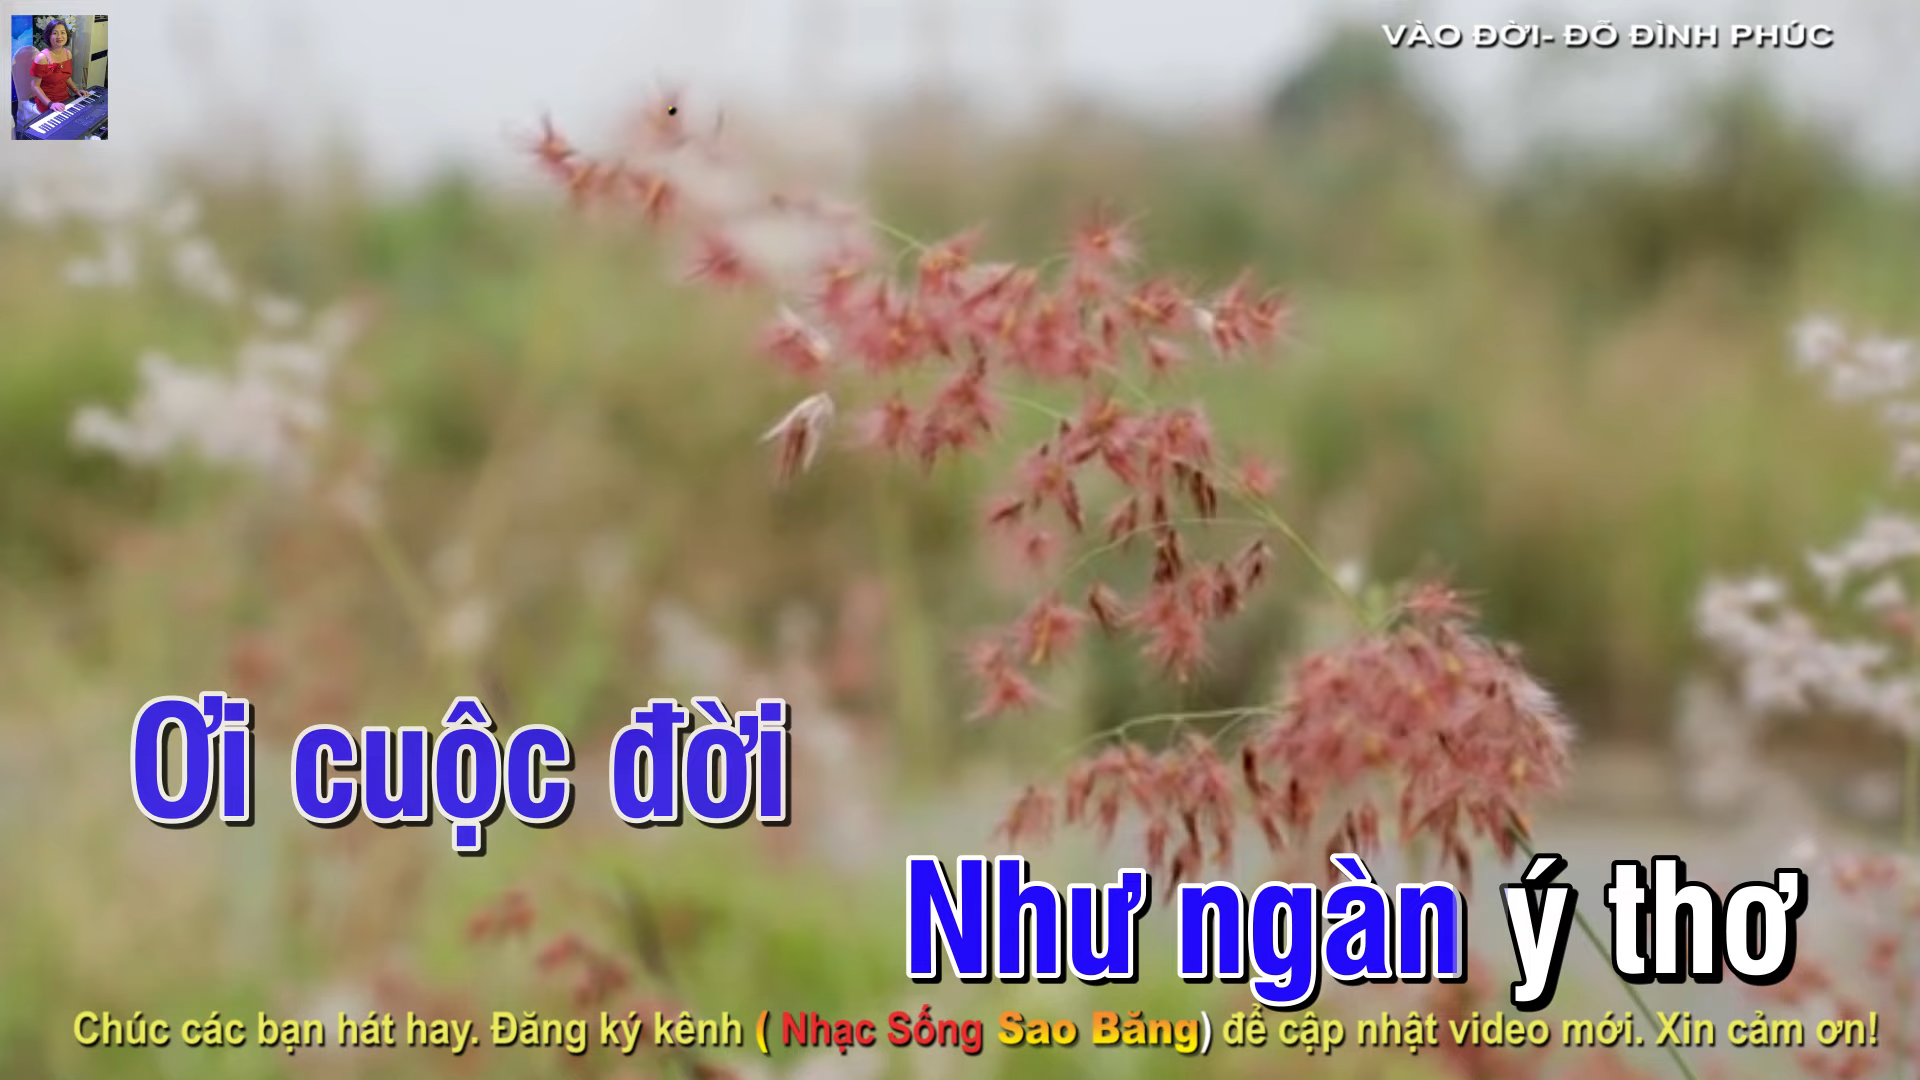 VÀO ĐỜI- ĐỖ ĐÌNH PHÚC
Ơi cuộc đời
Như ngàn ý thơ
Chúc các bạn hát hay. Đăng ký kênh ( Nhạc Sống Sao Băng) để cập nhật video mới. Xin cảm ơn!